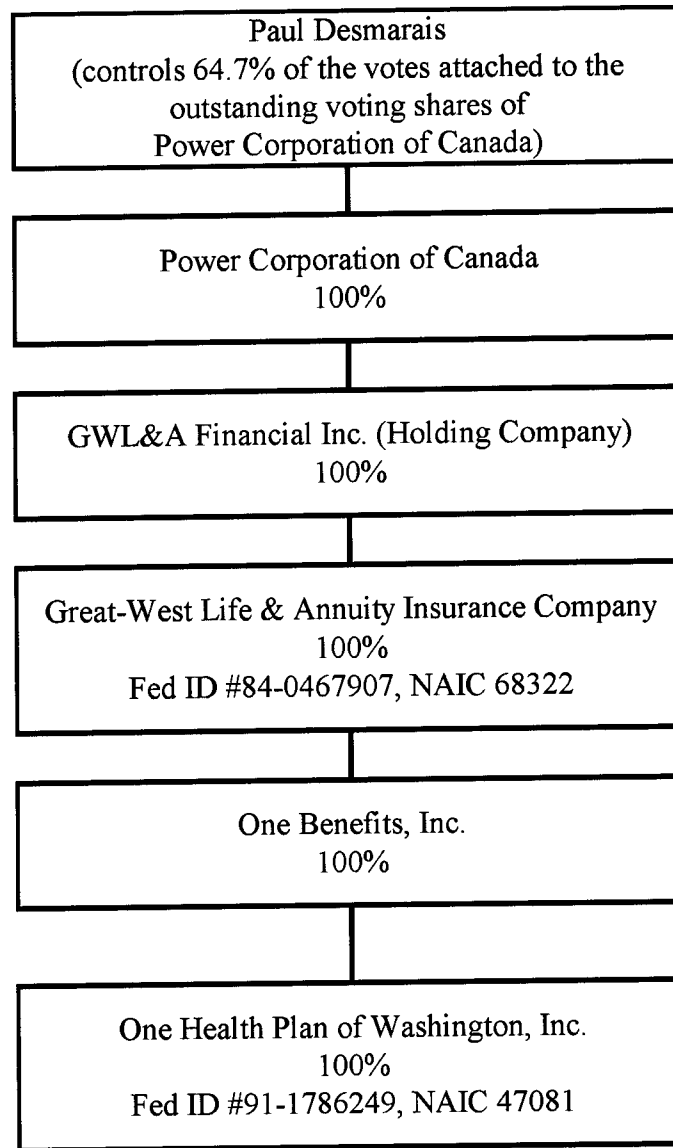 Paul Desmarais
(controls 64.7% of the votes attached to the
outstanding voting shares of
Power Corporation of Canada)
Power Corporation of Canada
100%
GWL&A Financial Inc. (Holding Company)
100%
Great-West Life & Annuity Insurance Company
100%
Fed ID #84-0467907, NAIC 68322
One Benefits, Inc.
100%
One Health Plan of Washington, Inc.
100%
Fed ID #91-1786249, NAIC 47081